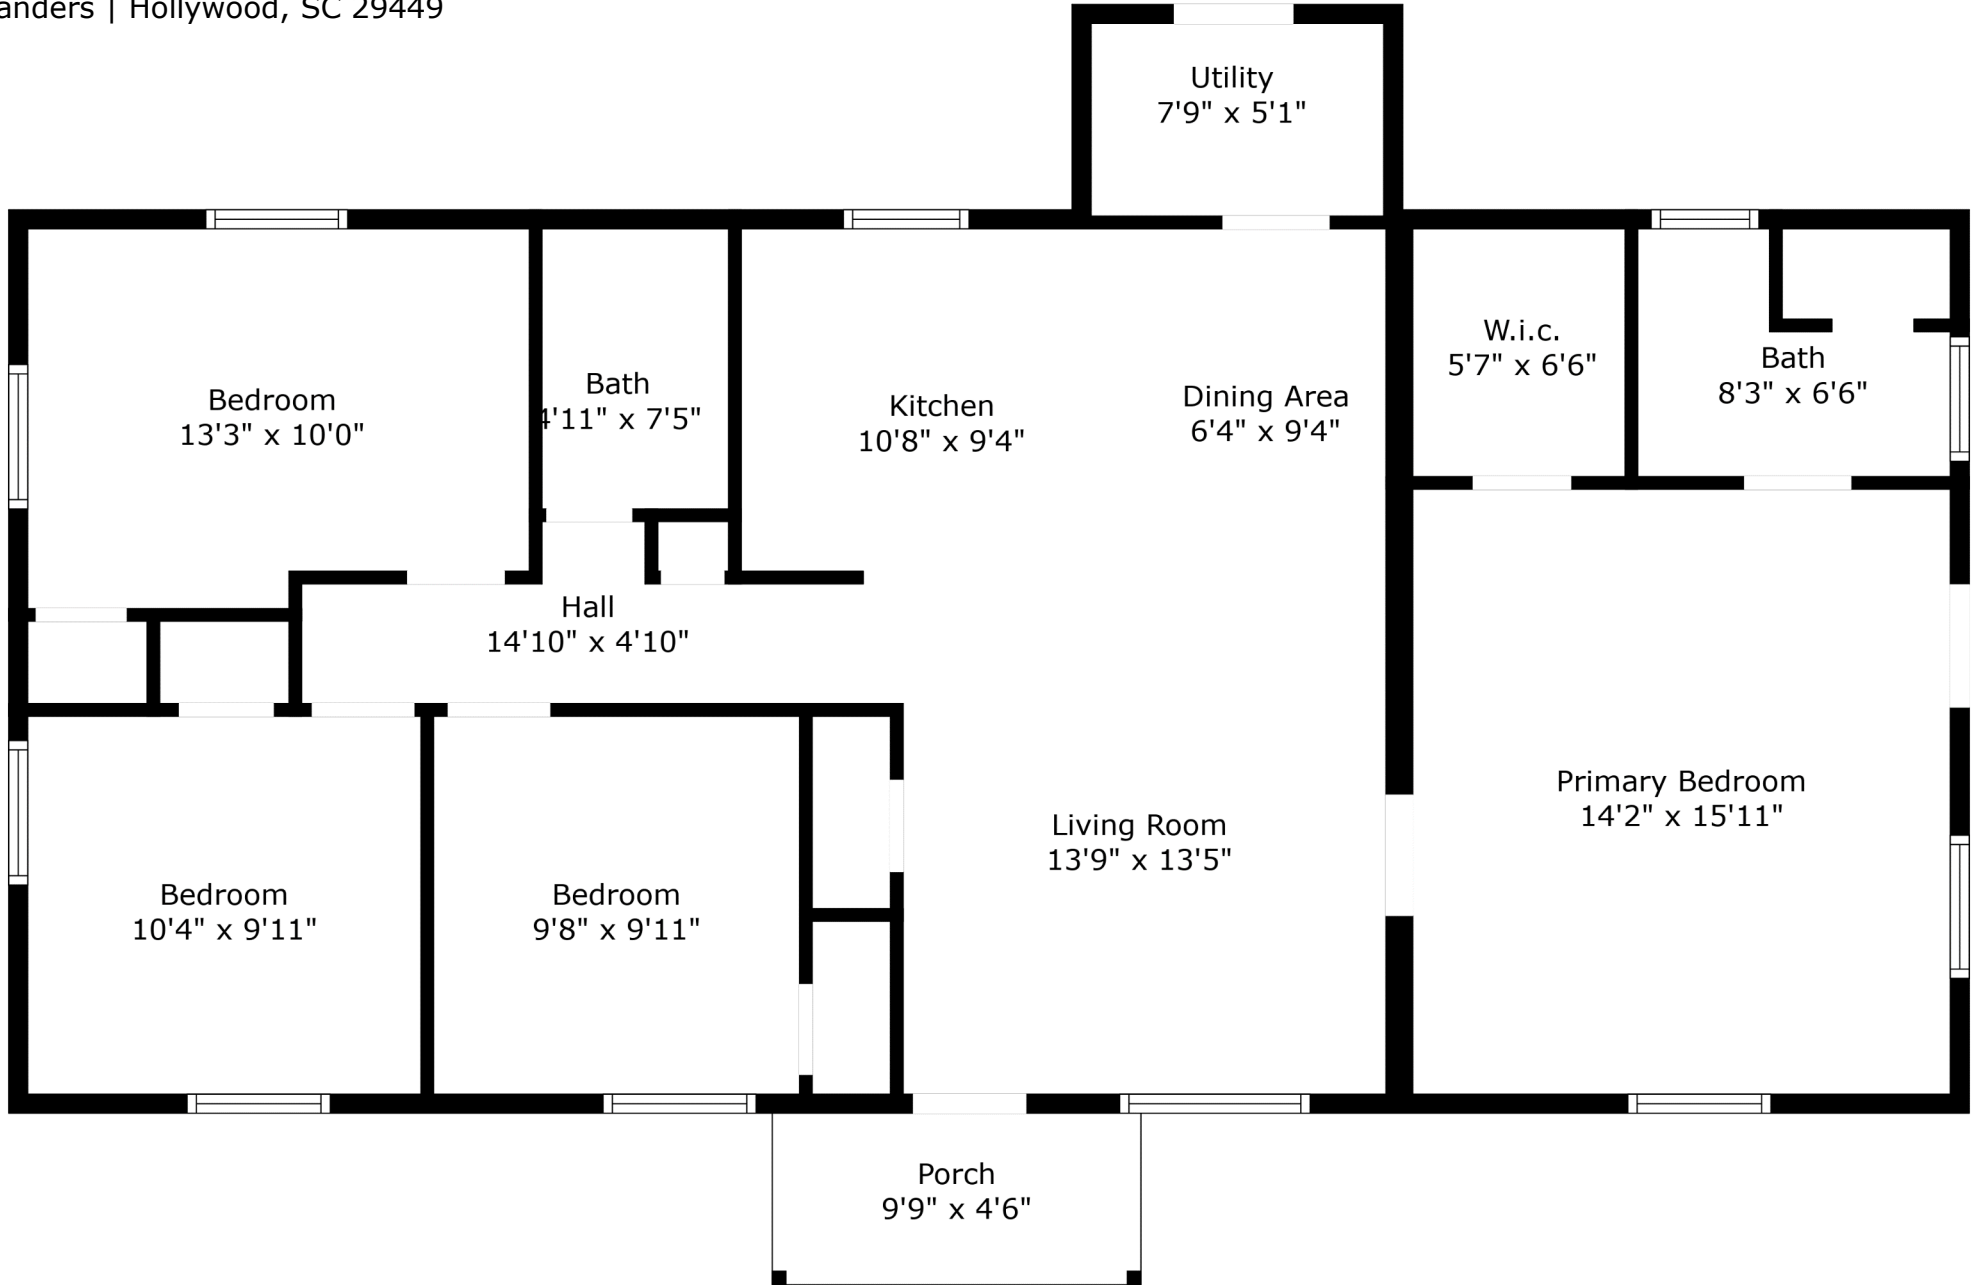 anders | Hollywood, SC 29449
Utility
7'9" x 5'1"
Bedroom
13'3" x 10'0"
Bath
4'11" x 7'5"
Kitchen
10'8" x 9'4"
Dining Area
6'4" x 9'4"
W.i.c.
5'7" x 6'6"
Bath
8'3" x 6'6"
Hall
14'10" x 4'10"
Primary Bedroom
14'2" x 15'11"
Living Room
13'9" x 13'5"
Bedroom
10'4" x 9'11"
Bedroom
9'8" x 9'11"
Porch
9'9" x 4'6"